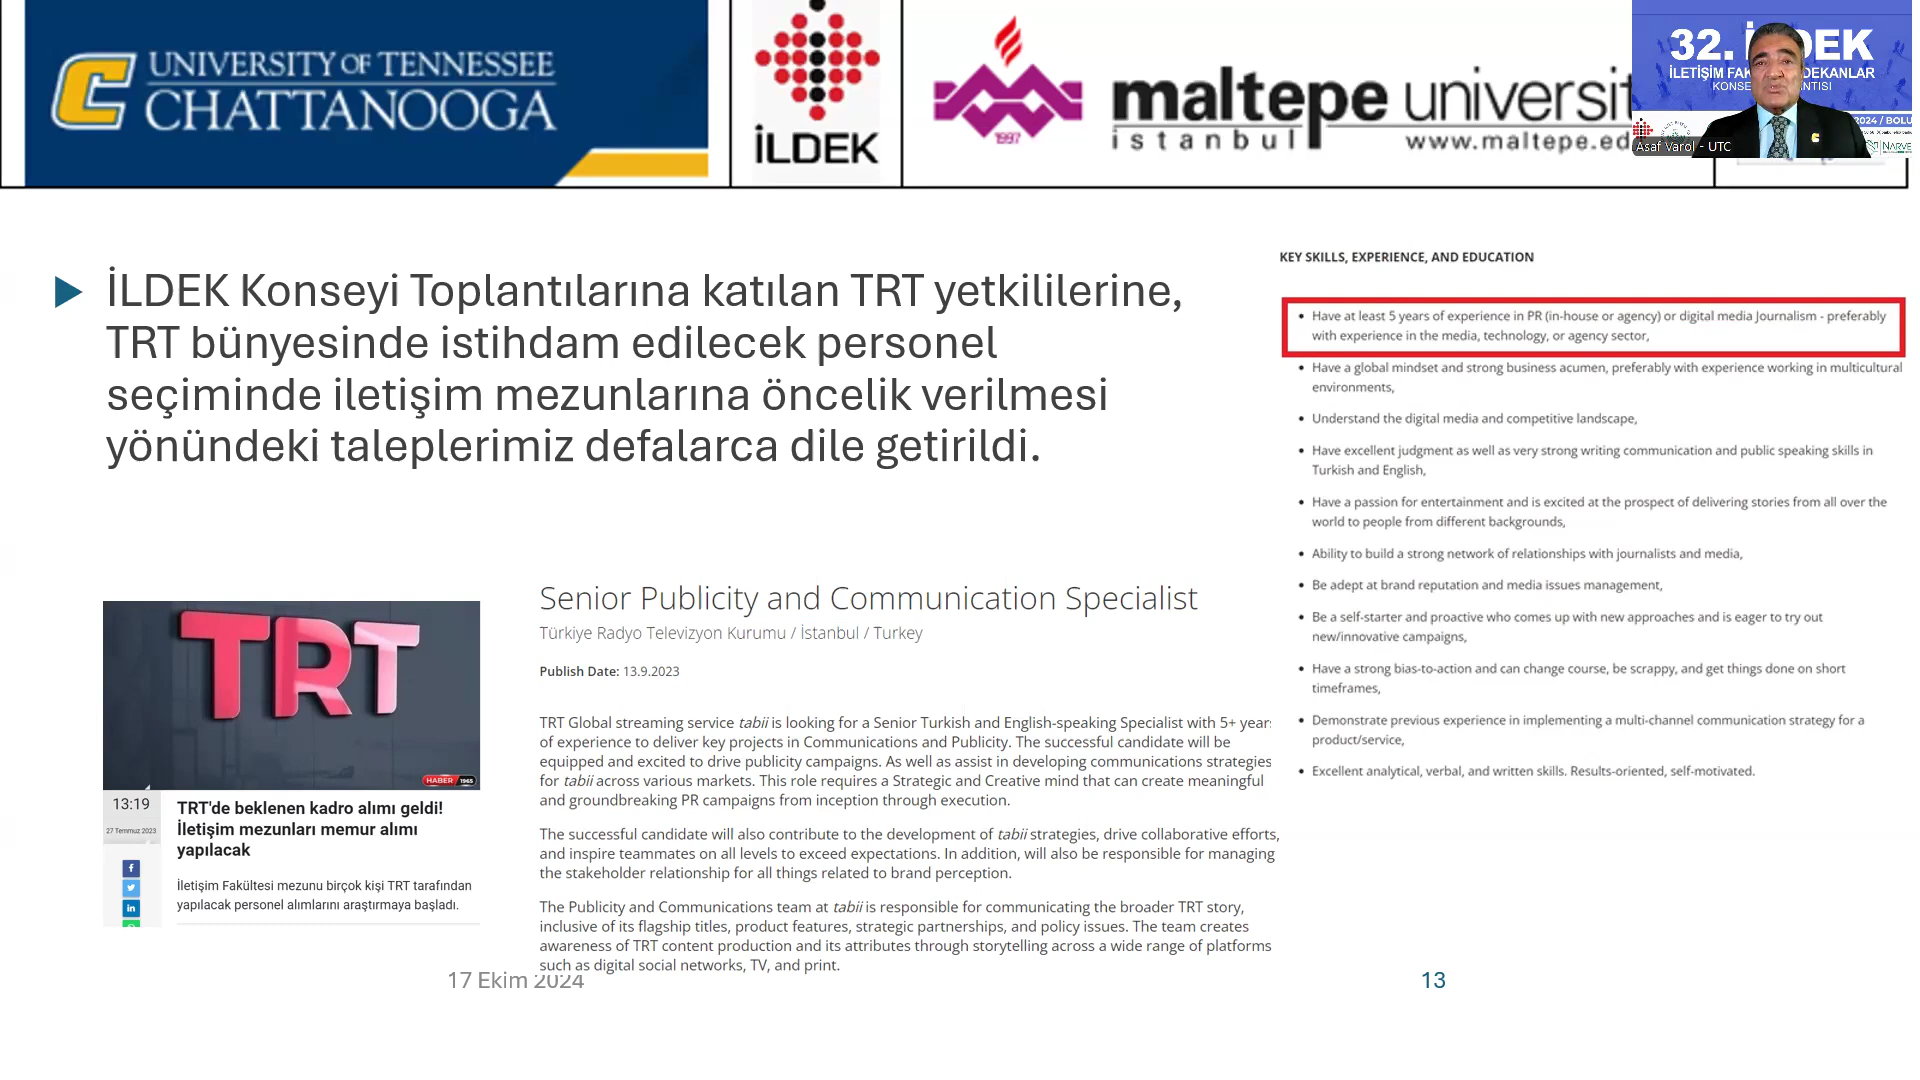 UNIVERSITY OF TENNESSEE
CHATTANOOGA
İLDEK
1997
maltepe universit
istanbul
www.maltepe.ed
32. İLDEK
İLETİŞİM FAK DEKANLAR
KONSE ANTISI
2024 / BOLU
NARVE
Asaf Varol - UTC
İLDEK Konseyi Toplantılarına katılan TRT yetkililerine,
TRT bünyesinde istihdam edilecek personel
seçiminde iletişim mezunlarına öncelik verilmesi
yönündeki taleplerimiz defalarca dile getirildi.
TRT
HABER 1965
13:19
27 Temmuz 2023
TRT'de beklenen kadro alımı geldi!
İletişim mezunları memur alımı
yapılacak
İletişim Fakültesi mezunu birçok kişi TRT tarafından
yapılacak personel alımlarını araştırmaya başladı.
Senior Publicity and Communication Specialist
Türkiye Radyo Televizyon Kurumu / İstanbul / Turkey
Publish Date: 13.9.2023
TRT Global streaming service tabii is looking for a Senior Turkish and English-speaking Specialist with 5+ years
of experience to deliver key projects in Communications and Publicity. The successful candidate will be
equipped and excited to drive publicity campaigns. As well as assist in developing communications strategies
for tabii across various markets. This role requires a Strategic and Creative mind that can create meaningful
and groundbreaking PR campaigns from inception through execution.
The successful candidate will also contribute to the development of tabii strategies, drive collaborative efforts,
and inspire teammates on all levels to exceed expectations. In addition, will also be responsible for managing
the stakeholder relationship for all things related to brand perception.
The Publicity and Communications team at tabii is responsible for communicating the broader TRT story,
inclusive of its flagship titles, product features, strategic partnerships, and policy issues. The team creates
awareness of TRT content production and its attributes through storytelling across a wide range of platforms
such as digital social networks, TV, and print.
KEY SKILLS, EXPERIENCE, AND EDUCATION
• Have at least 5 years of experience in PR (in-house or agency) or digital media Journalism - preferably
with experience in the media, technology, or agency sector,
• Have a global mindset and strong business acumen, preferably with experience working in multicultural
environments,
• Understand the digital media and competitive landscape,
• Have excellent judgment as well as very strong writing communication and public speaking skills in
Turkish and English,
• Have a passion for entertainment and is excited at the prospect of delivering stories from all over the
world to people from different backgrounds,
• Ability to build a strong network of relationships with journalists and media,
• Be adept at brand reputation and media issues management,
• Be a self-starter and proactive who comes up with new approaches and is eager to try out
new/innovative campaigns,
• Have a strong bias-to-action and can change course, be scrappy, and get things done on short
timeframes,
• Demonstrate previous experience in implementing a multi-channel communication strategy for a
product/service,
• Excellent analytical, verbal, and written skills. Results-oriented, self-motivated.
17 Ekim 2024
13